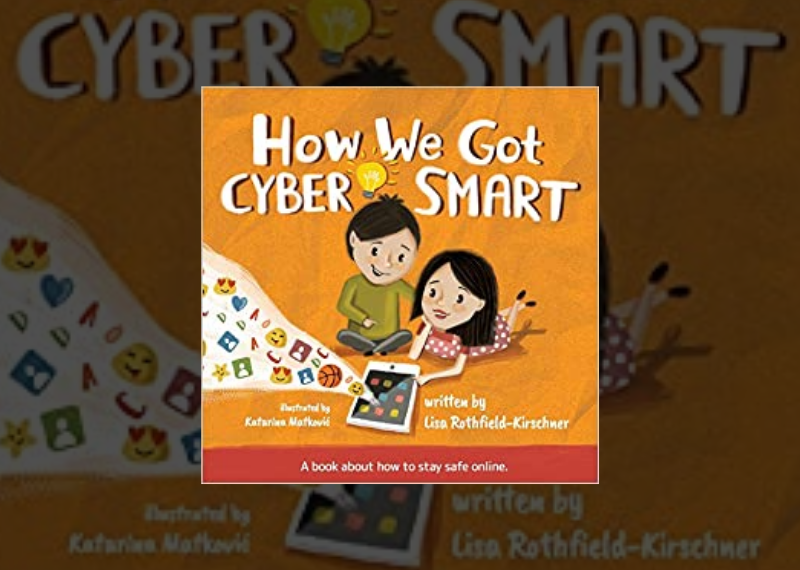 CYBER SMART
How We Got
CYBER SMART
illustrated by
Katarina Matković
written by
Lisa Rothfield-Kirschner
A book about how to stay safe online.
illustrated by
Katarina Matković
written by
Lisa Rothfield-Kirschner